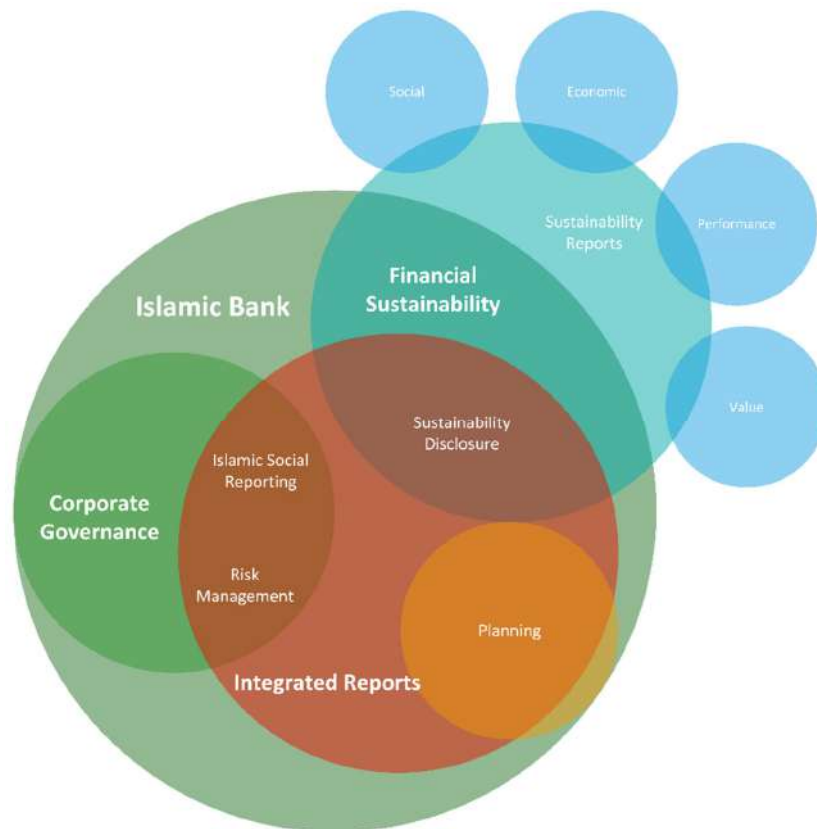 Social
Economic
Sustainability
Reports
Performance
Financial
Sustainability
Islamic Bank
Value
Sustainability
Disclosure
Islamic Social
Reporting
Corporate
Governance
Risk
Management
Planning
Integrated Reports